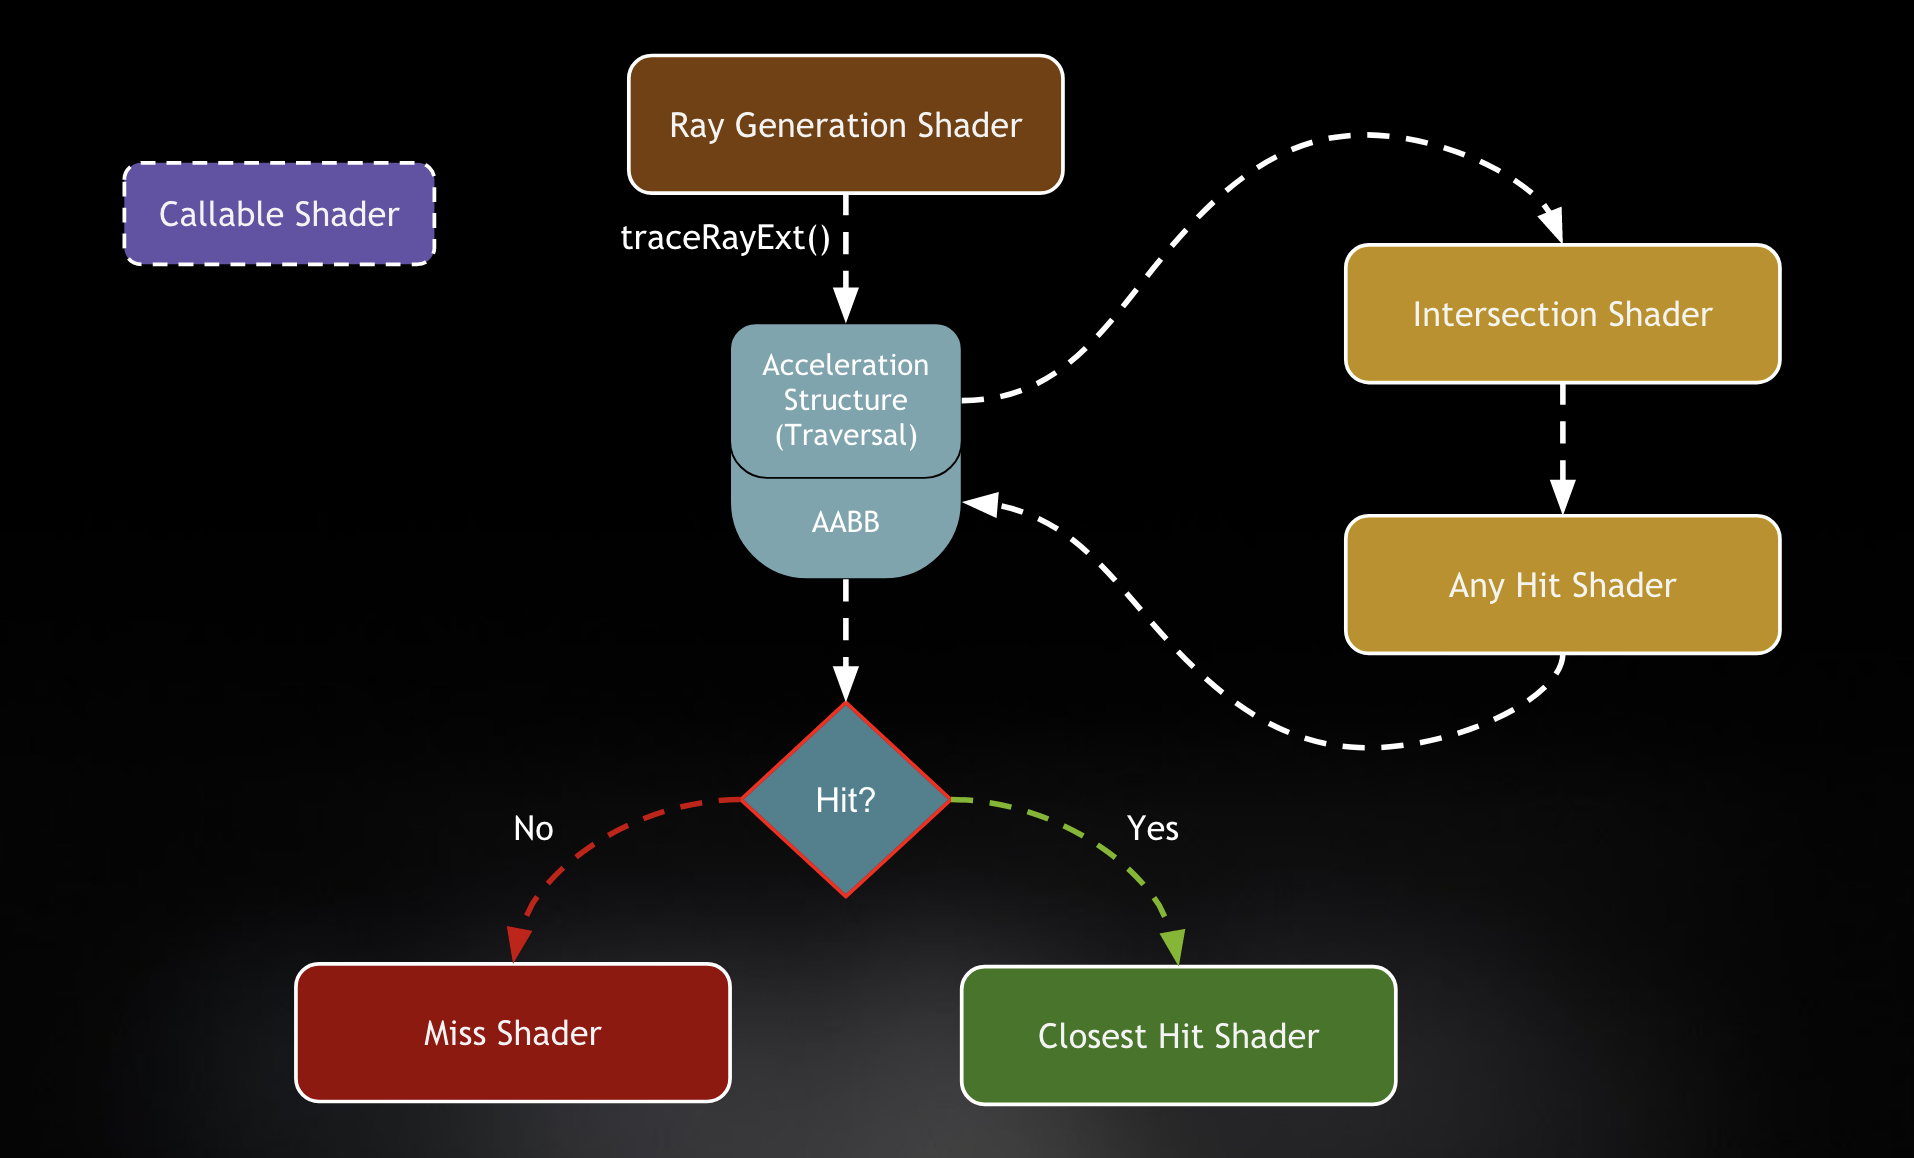 Ray Generation Shader
Callable Shader
traceRayExt()
Intersection Shader
Acceleration
Structure
(Traversal)
AABB
Any Hit Shader
Hit?
No
Yes
Miss Shader
Closest Hit Shader